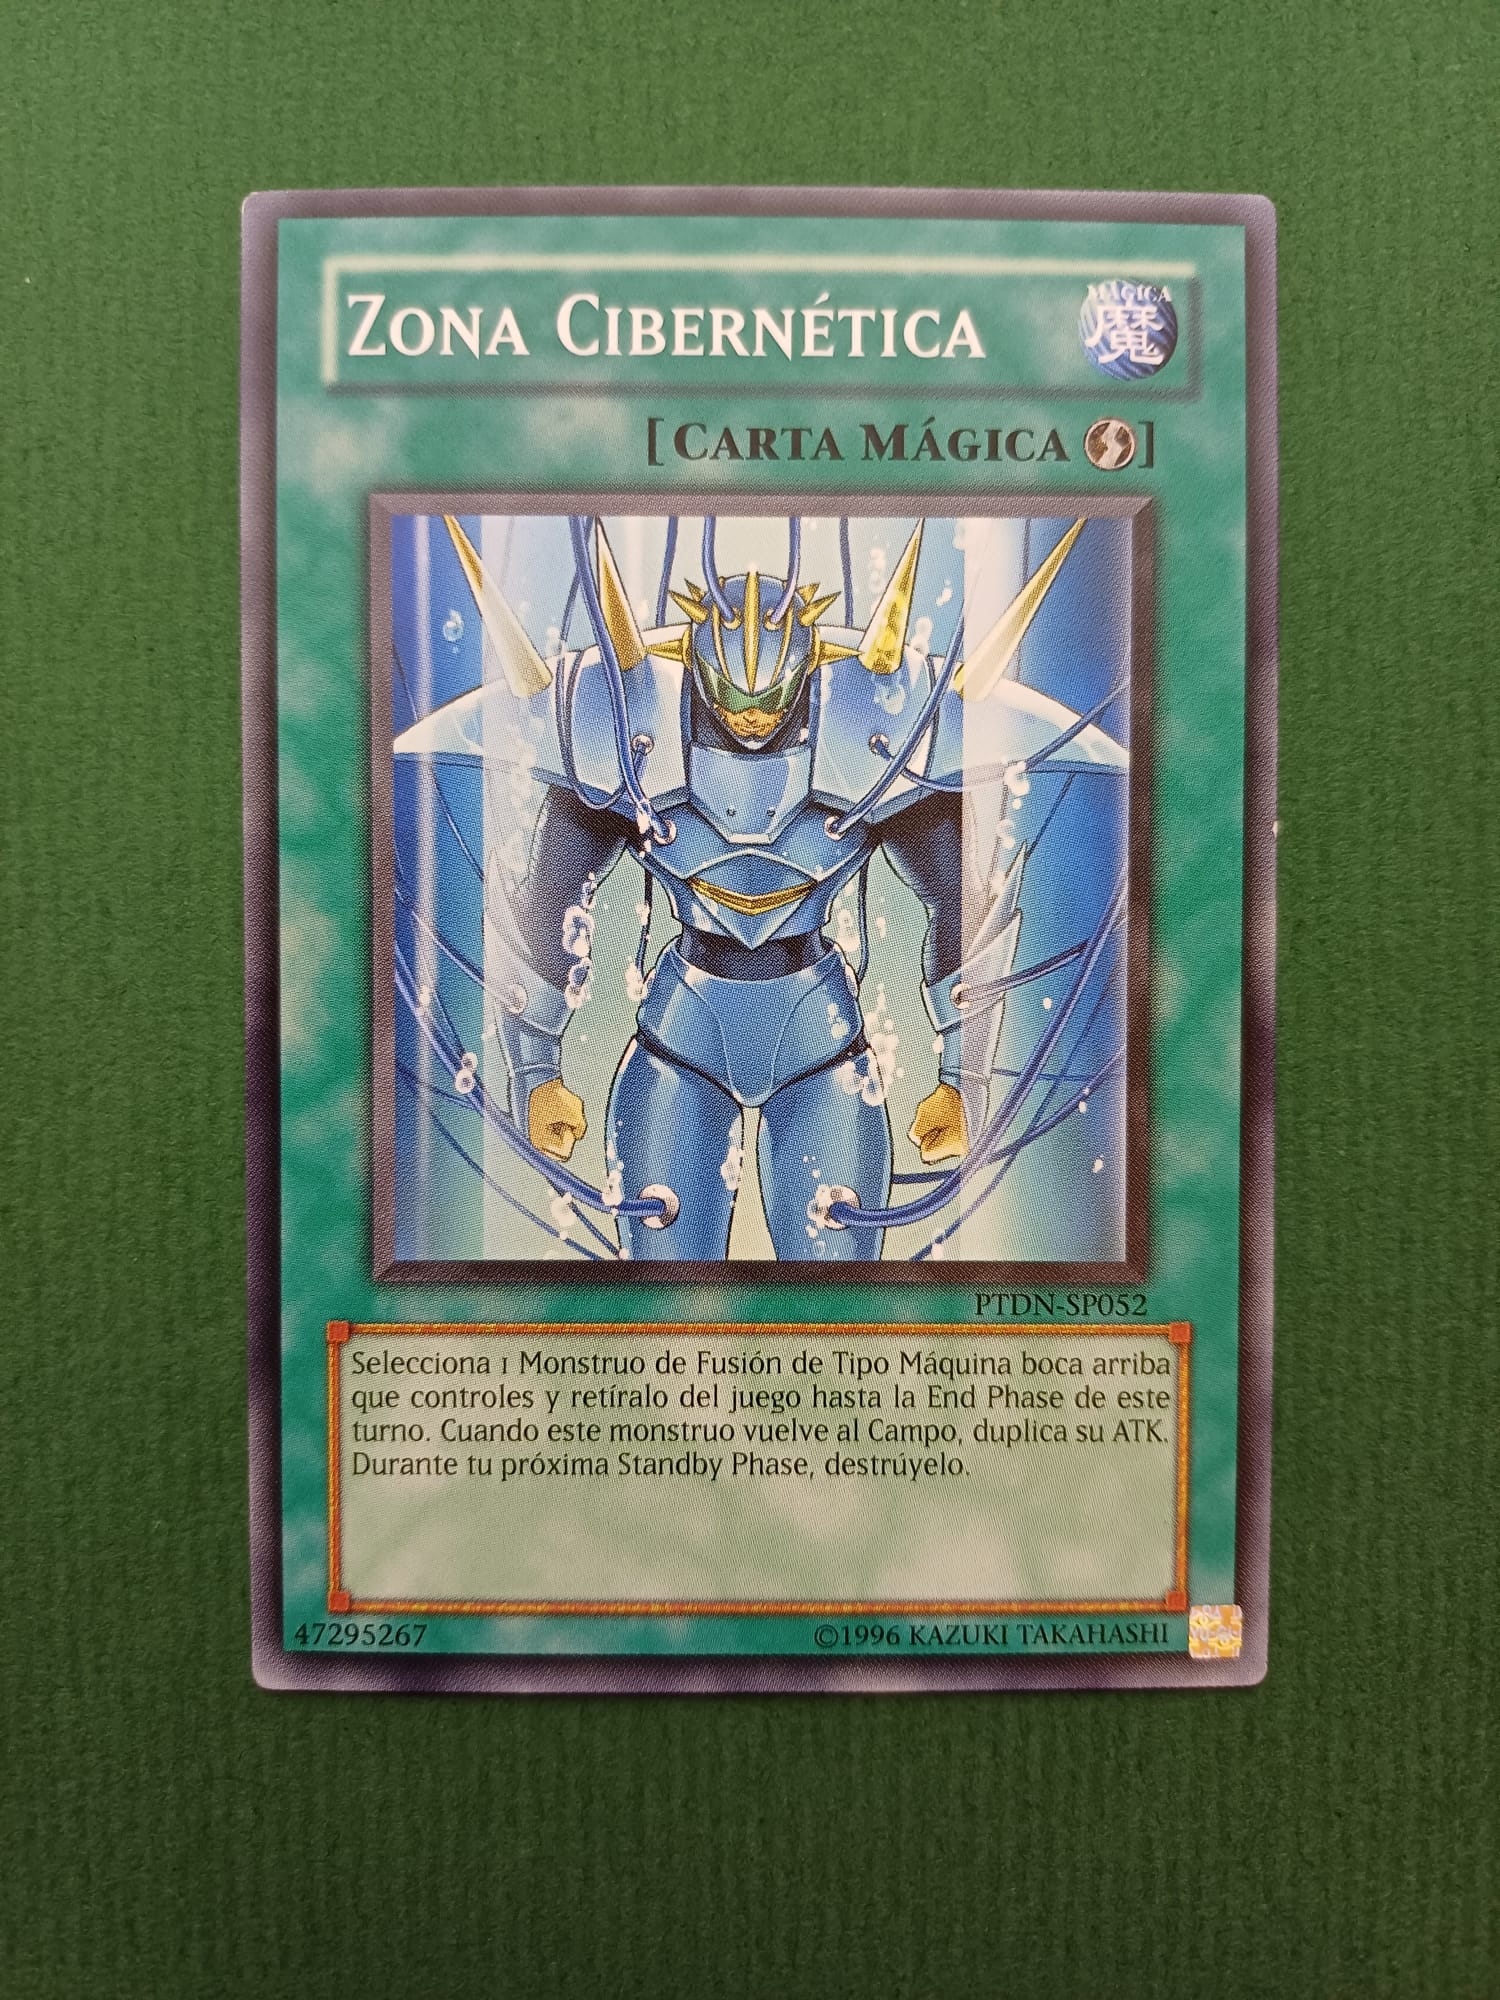 ZONA CIBERNÉTICA
MÁGICA
魔
[CARTA MÁGICA ]
PTDN-SP052
Selecciona 1 Monstruo de Fusión de Tipo Máquina boca arriba
que controles y retíralo del juego hasta la End Phase de este
turno. Cuando este monstruo vuelve al Campo, duplica su ATK.
Durante tu próxima Standby Phase, destrúyelo.
47295267
©1996 KAZUKI TAKAHASHI